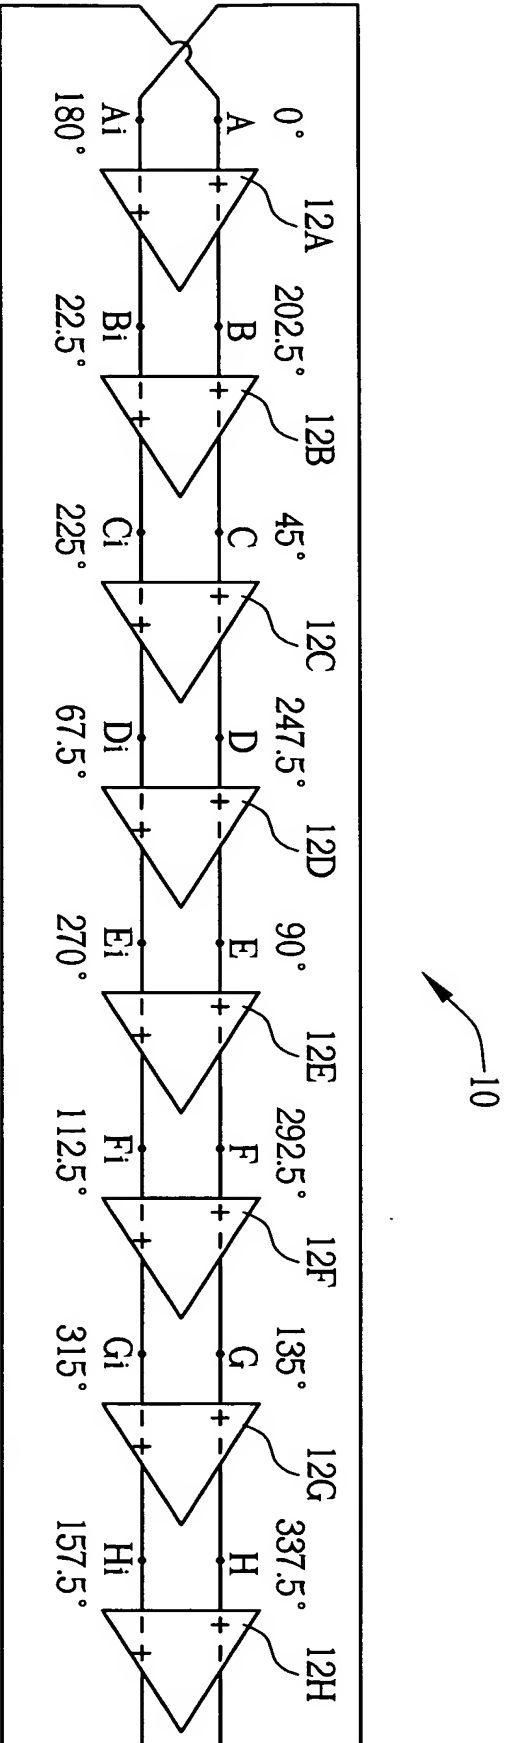 10
12A 12B 12C 12D 12E 12F 12G 12H
0° 202.5° 45° 247.5° 90° 292.5° 135° 337.5°
A B C D E F G H
+ − + − + − + − + − + − + − + −
− + − + − + − + − + − + − + − +
Ai Bi Ci Di Ei Fi Gi Hi
180° 22.5° 225° 67.5° 270° 112.5° 315° 157.5°